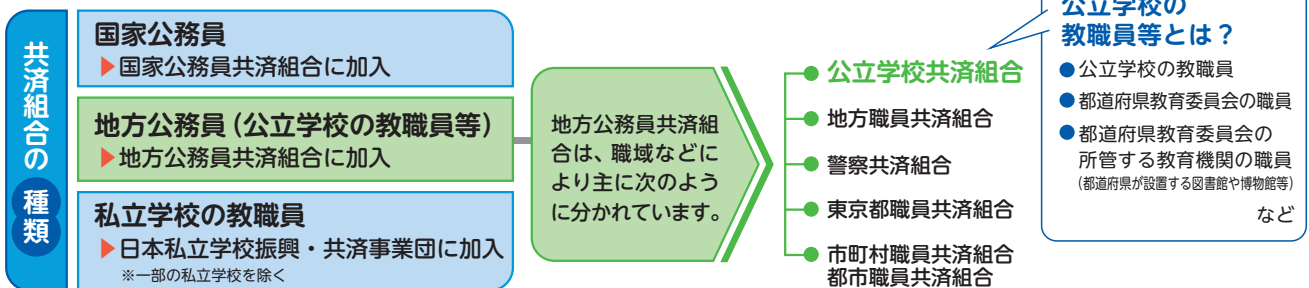 共済組合の種類
国家公務員
▶国家公務員共済組合に加入
地方公務員（公立学校の教職員等）
▶地方公務員共済組合に加入
私立学校の教職員
▶日本私立学校振興・共済事業団に加入
※一部の私立学校を除く
地方公務員共済組
合は、職域などに
より主に次のよう
に分かれています。
●公立学校共済組合
●地方職員共済組合
●警察共済組合
●東京都職員共済組合
●市町村職員共済組合
都市職員共済組合
公立学校の
教職員等とは？
●公立学校の教職員
●都道府県教育委員会の職員
●都道府県教育委員会の
所管する教育機関の職員
(都道府県が設置する図書館や博物館等)
など